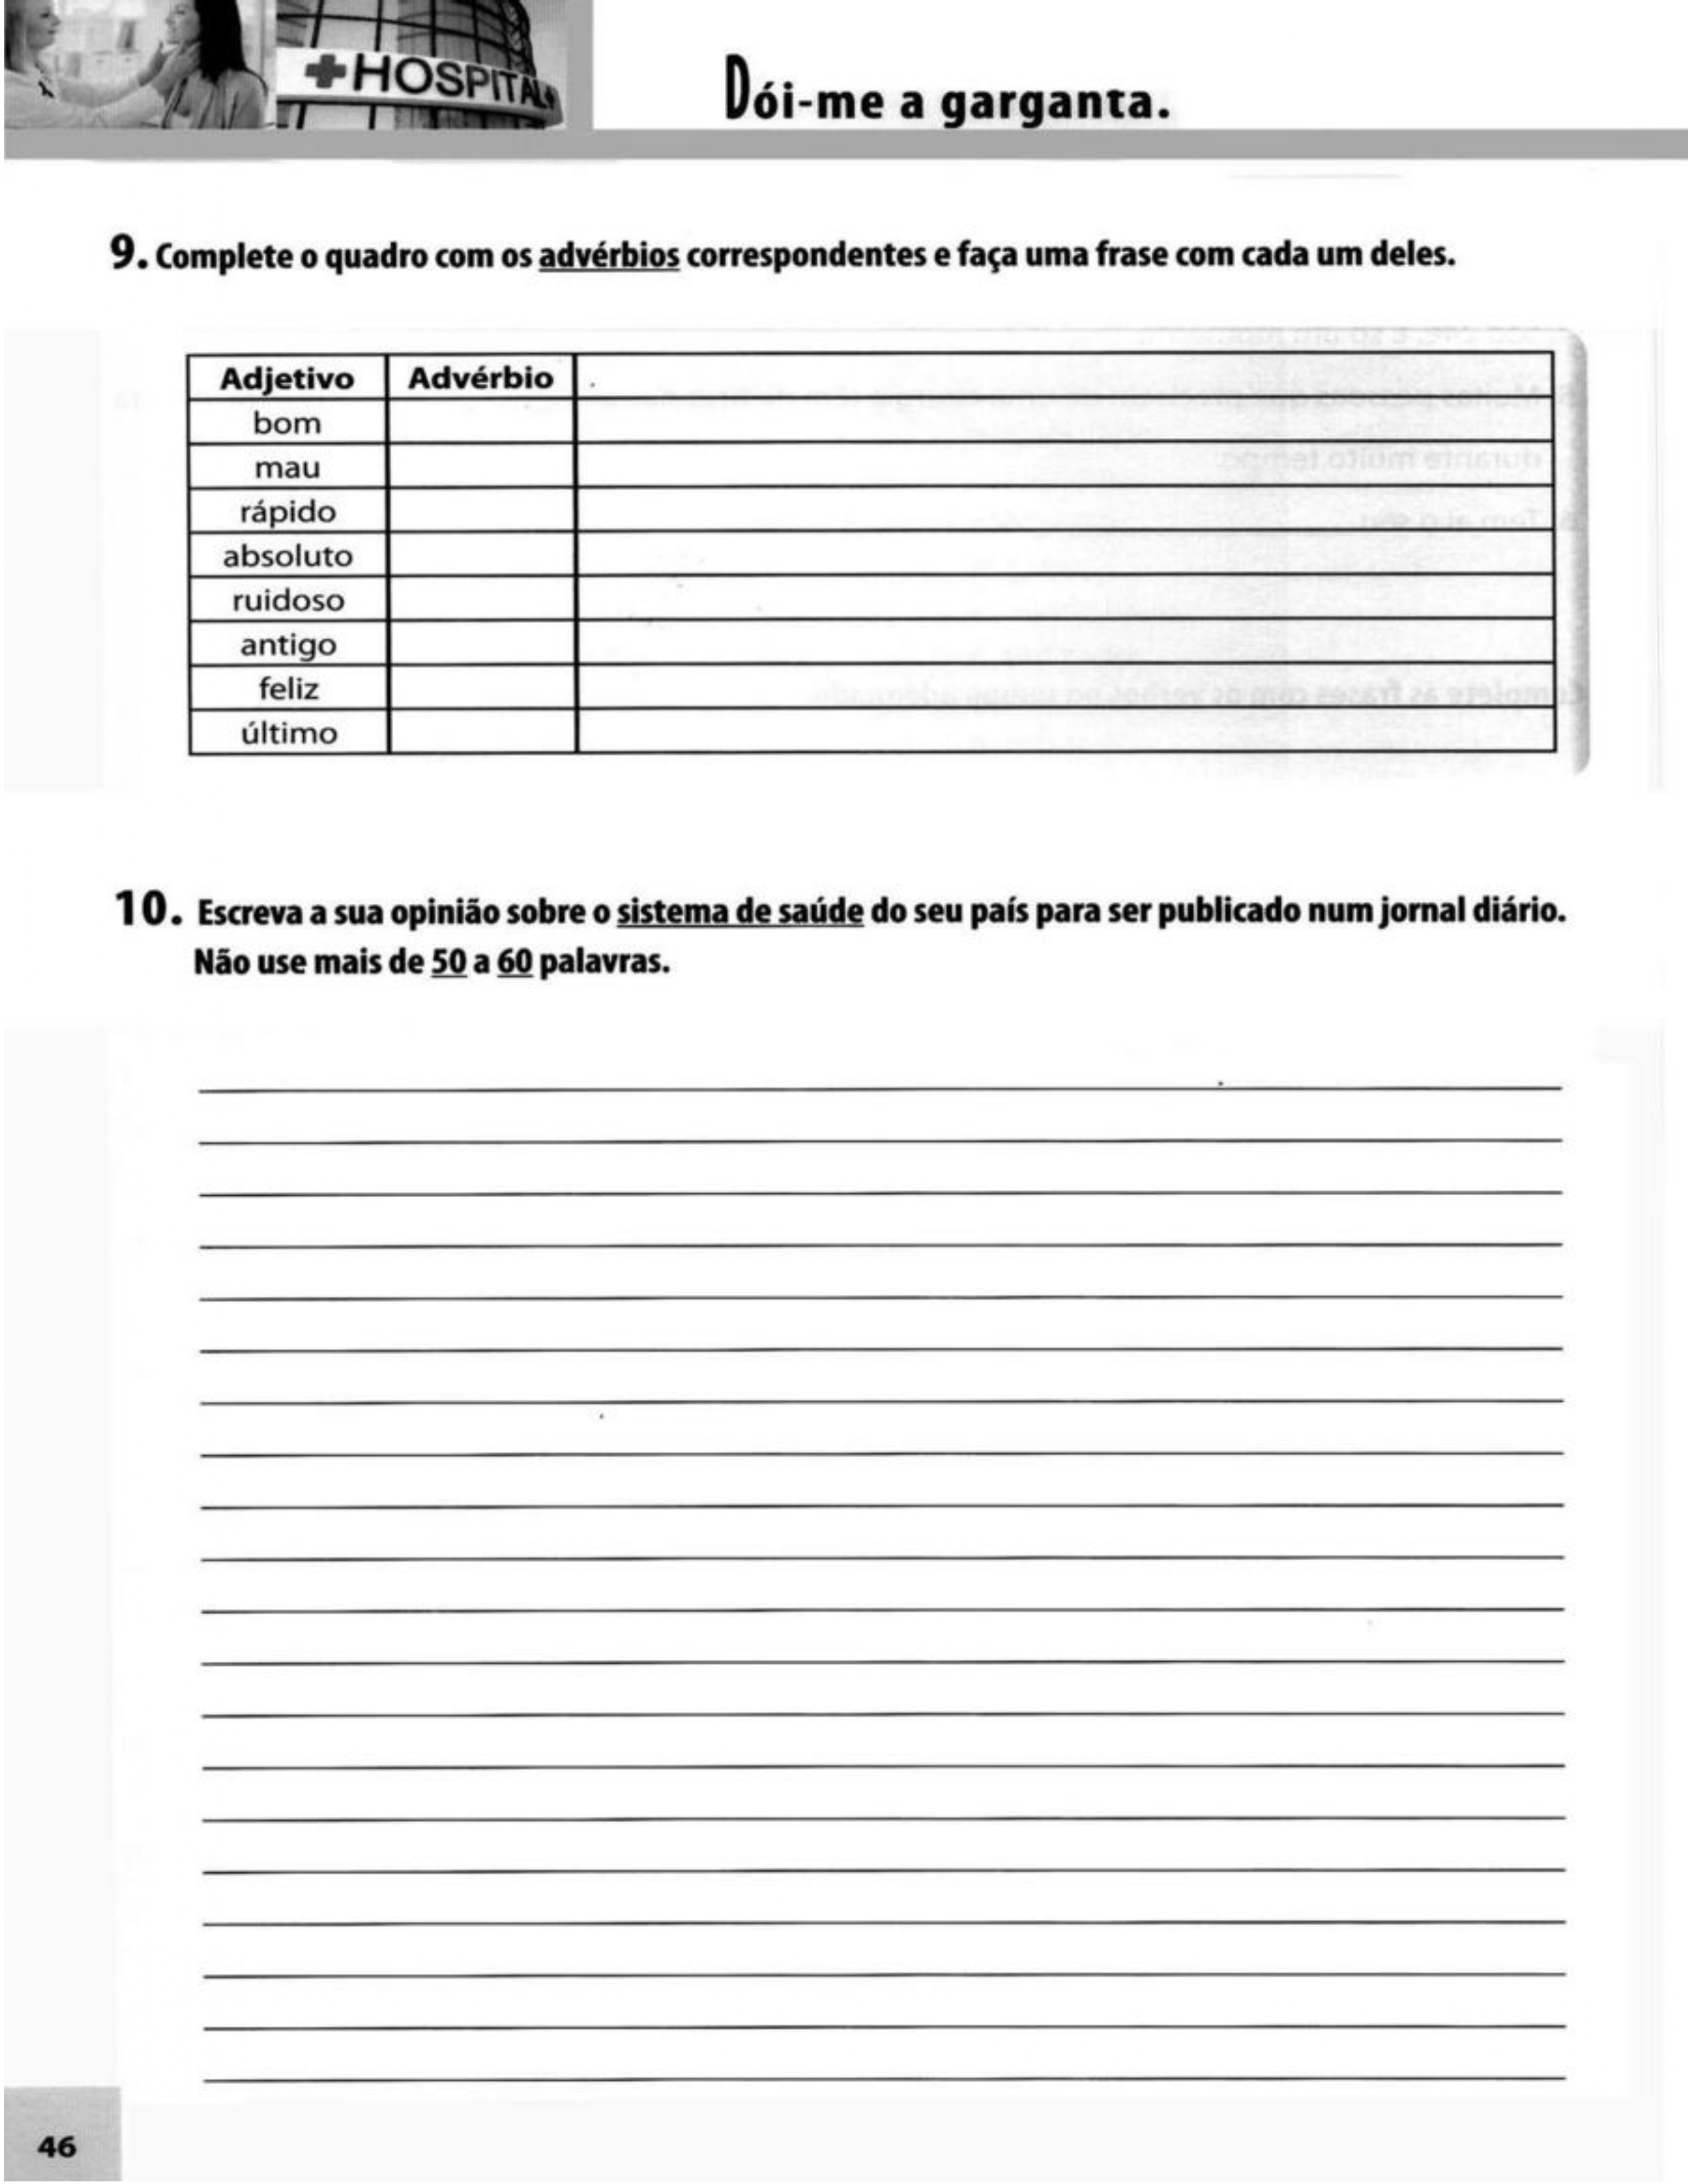 +HOSPITAL+
Dói-me a garganta.
9. Complete o quadro com os advérbios correspondentes e faça uma frase com cada um deles.
Adjetivo Advérbio
bom
mau
rápido
absoluto
ruidoso
antigo
feliz
último
10. Escreva a sua opinião sobre o sistema de saúde do seu país para ser publicado num jornal diário.
Não use mais de 50 a 60 palavras.
46